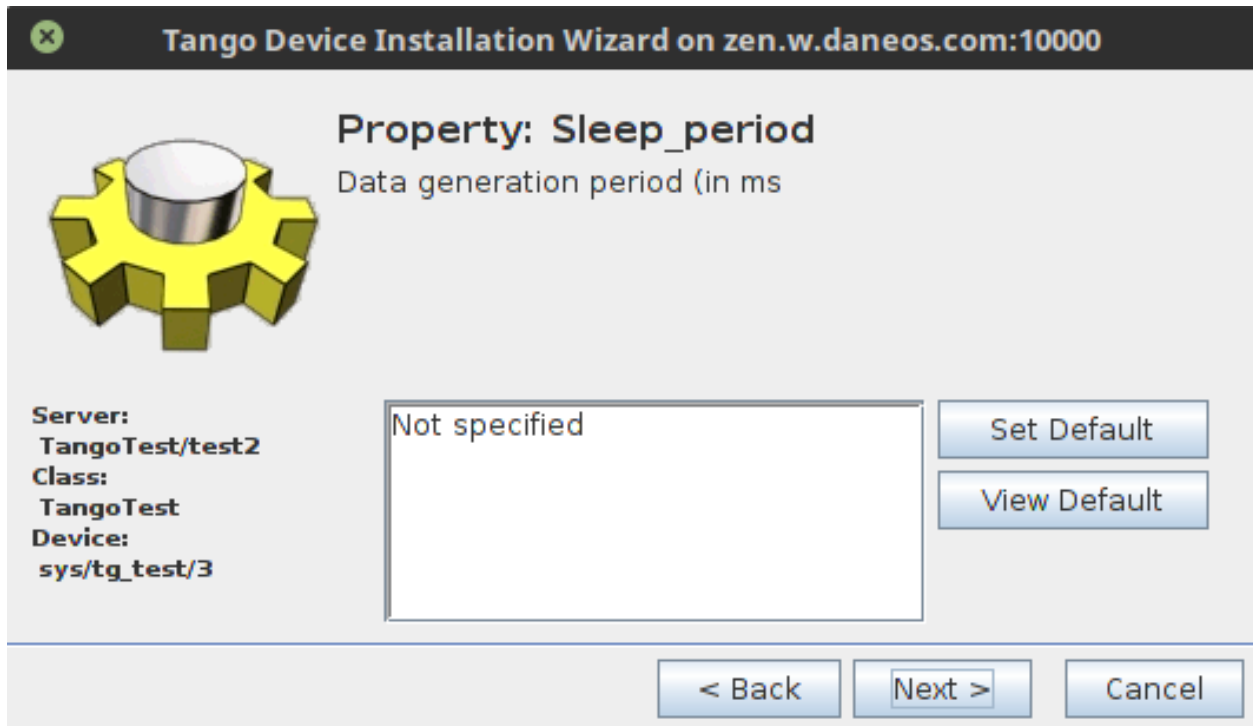 Tango Device Installation Wizard on zen.w.daneos.com:10000
Property: Sleep_period
Data generation period (in ms
Server:
TangoTest/test2
Class:
TangoTest
Device:
sys/tg_test/3
Not specified
Set Default
View Default
< Back
Next >
Cancel